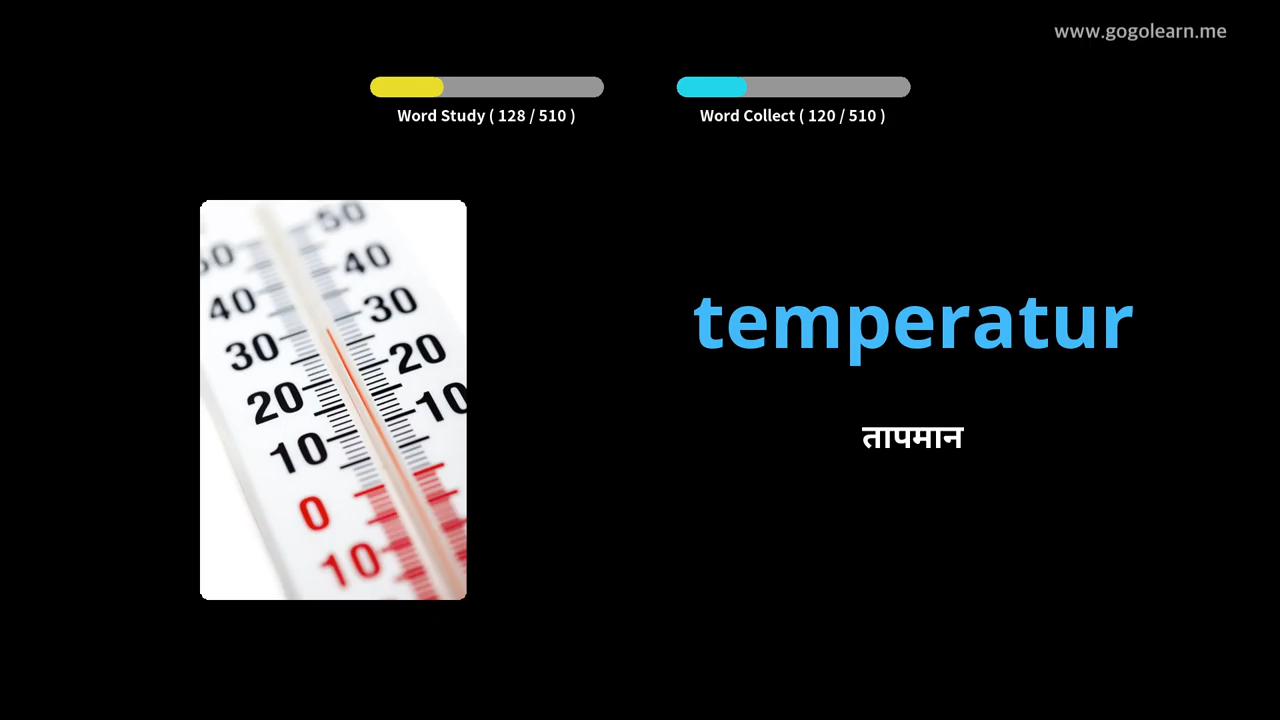 www.gogolearn.me
Word Study ( 128 / 510 )
Word Collect ( 120 / 510 )
50
40
30
20
10
40
30
20
10
0
10
temperatur
तापमान